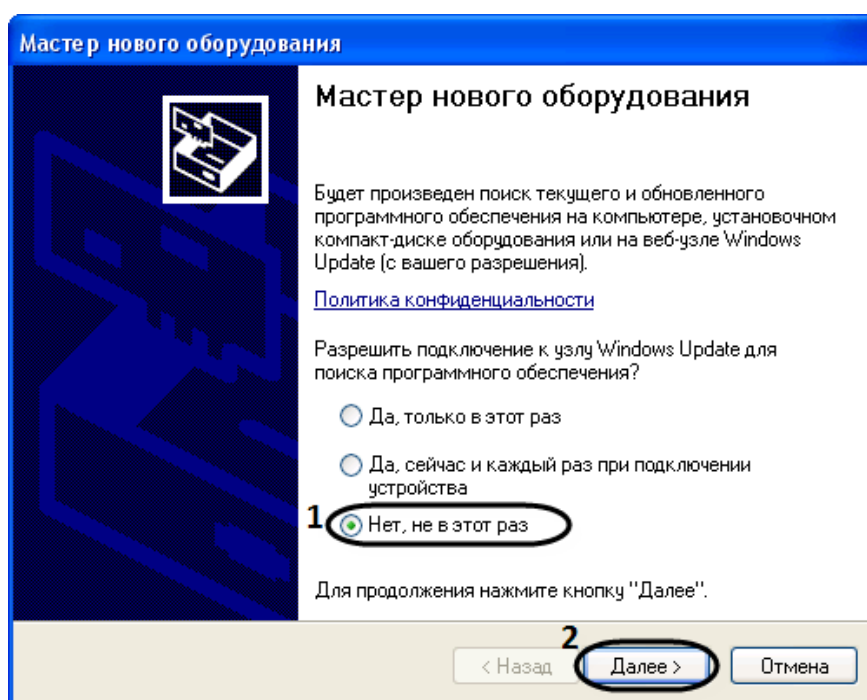 Мастер нового оборудования
Мастер нового оборудования
Будет произведен поиск текущего и обновленного
программного обеспечения на компьютере, установочном
компакт-диске оборудования или на веб-узле Windows
Update (с вашего разрешения).
Политика конфиденциальности
Разрешить подключение к узлу Windows Update для
поиска программного обеспечения?
Да, только в этот раз
Да, сейчас и каждый раз при подключении
устройства
1 Нет, не в этот раз
Для продолжения нажмите кнопку "Далее".
2
< Назад Далее > Отмена